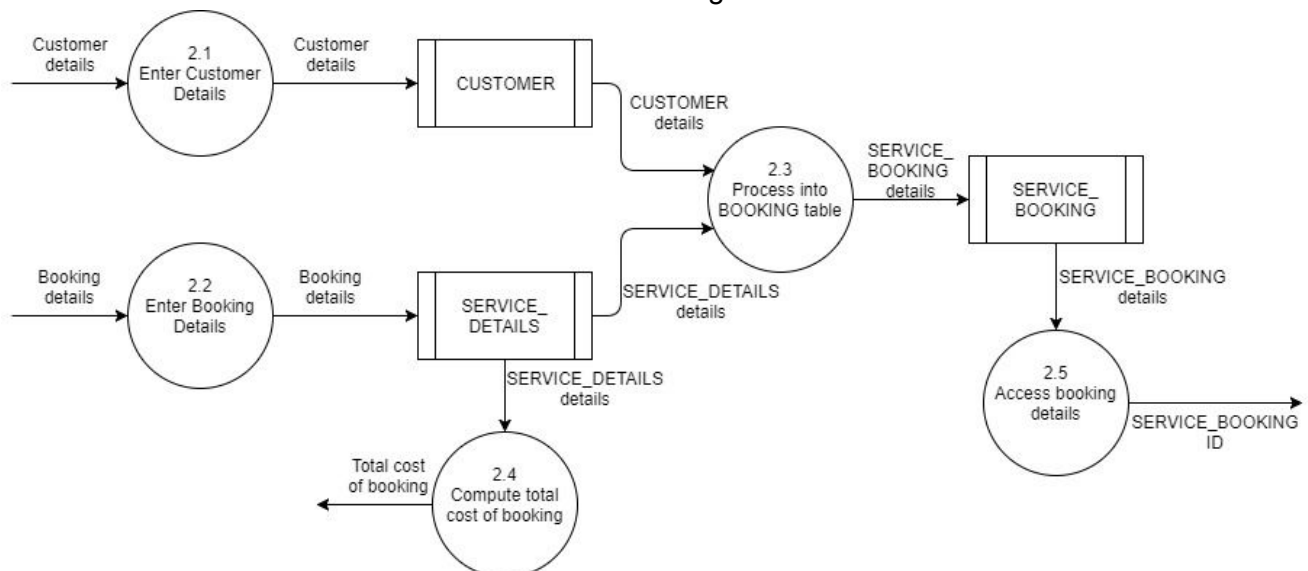 Customer
details
2.1
Enter Customer
Details
Customer
details
CUSTOMER
CUSTOMER
details
2.3
Process into
BOOKING table
SERVICE_
BOOKING
details
SERVICE_
BOOKING
Booking
details
2.2
Enter Booking
Details
Booking
details
SERVICE_
DETAILS
SERVICE_DETAILS
details
SERVICE_BOOKING
details
SERVICE_DETAILS
details
2.5
Access booking
details
SERVICE_BOOKING
ID
Total cost
of booking
2.4
Compute total
cost of booking